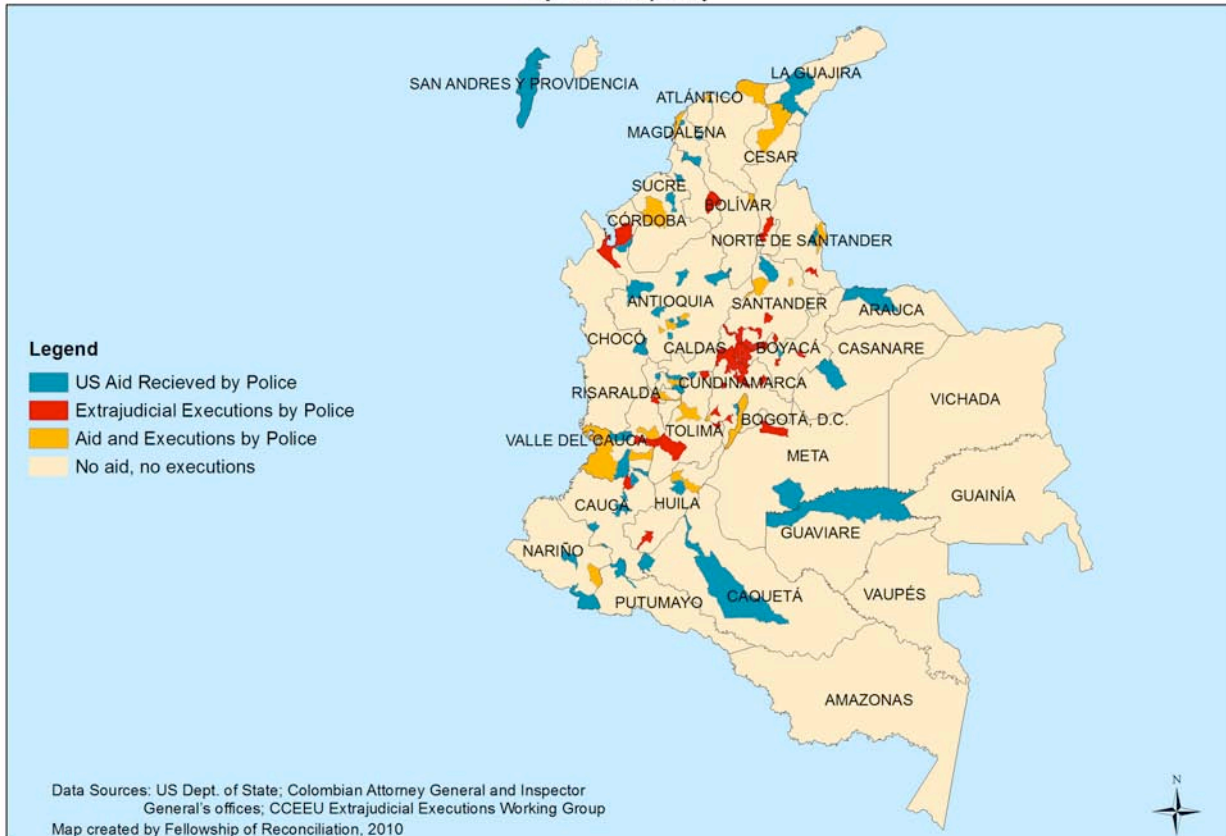 SAN ANDRES Y PROVIDENCIA
LA GUAJIRA
ATLÁNTICO
MAGDALENA
CESAR
SUCRE
BOLÍVAR
CÓRDOBA
NORTE DE SANTANDER
ANTIOQUIA
SANTANDER
ARAUCA
CHOCÓ
CALDAS
BOYACÁ
CASANARE
RISARALDA
CUNDINAMARCA
VICHADA
BOGOTÁ, D.C.
TOLIMA
VALLE DEL CAUCA
META
GUAINÍA
CAUCA
HUILA
GUAVIARE
NARIÑO
VAUPÉS
CAQUETÁ
PUTUMAYO
AMAZONAS
Legend
US Aid Recieved by Police
Extrajudicial Executions by Police
Aid and Executions by Police
No aid, no executions
Data Sources: US Dept. of State; Colombian Attorney General and Inspector
General's offices; CCEEU Extrajudicial Executions Working Group
Map created by Fellowship of Reconciliation, 2010
N